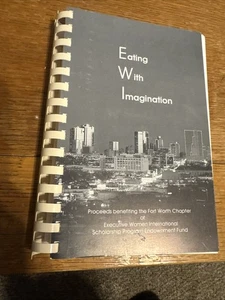 Eating
With
Imagination
Proceeds benefiting the Fort Worth Chapter
of
Executive Women International
Scholarship Program Endowment Fund